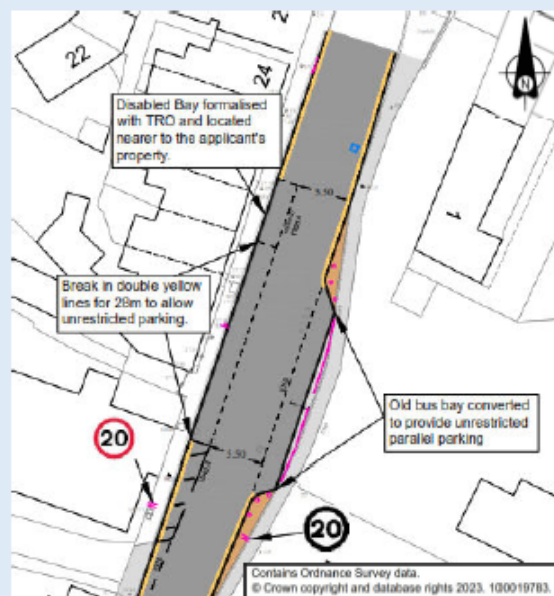 22
24
N
Disabled Bay formalised
with TRO and located
nearer to the applicant's
property.
5.50
1
Break in double yellow
lines for 28m to allow
unrestricted parking.
Old bus bay converted
to provide unrestricted
parallel parking
20
5.50
20
Contains Ordnance Survey data.
© Crown copyright and database rights 2023. 100019783.